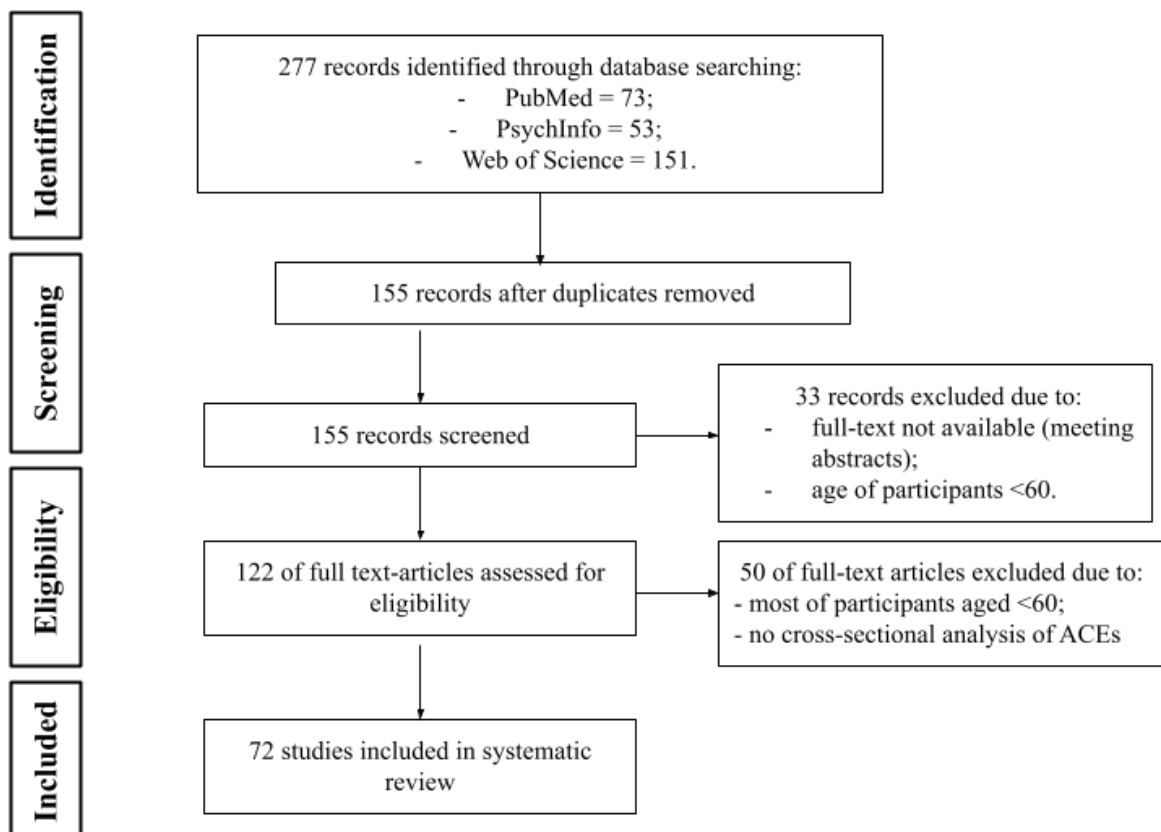 Identification
277 records identified through database searching:
- PubMed = 73;
- PsychInfo = 53;
- Web of Science = 151.
Screening
155 records after duplicates removed
155 records screened
33 records excluded due to:
- full-text not available (meeting
abstracts);
- age of participants <60.
Eligibility
122 of full text-articles assessed for
eligibility
50 of full-text articles excluded due to:
- most of participants aged <60;
- no cross-sectional analysis of ACEs
Included
72 studies included in systematic
review